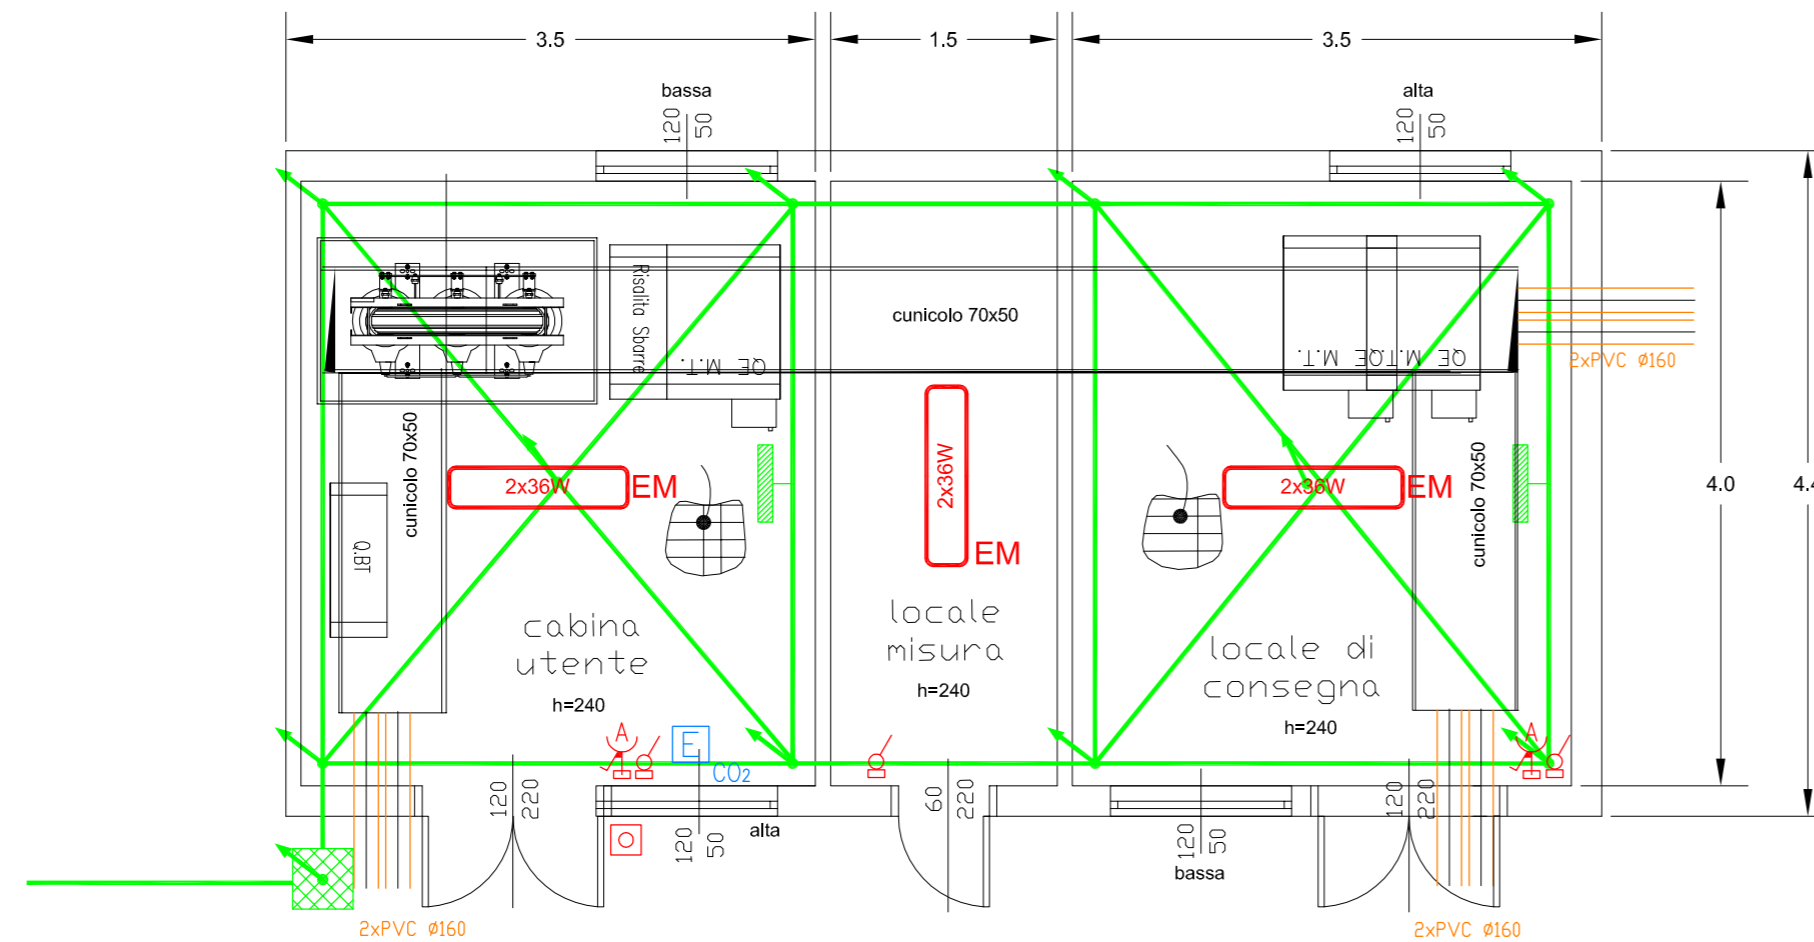 3.5
1.5
3.5
bassa
120
50
alta
120
50
Risalita Sbarre
QE M.T.
cunicolo 70x50
QE M.T.
QE M.T.
2xPVC Ø160
cunicolo 70x50
2x36W
EM
2x36W
EM
2x36W
EM
cunicolo 70x50
4.0
4.4
Q.BT
cabina
utente
h=240
locale
misura
h=240
locale di
consegna
h=240
A
E
CO2
A
120
220
120
50
alta
60
220
120
50
bassa
120
220
2xPVC Ø160
2xPVC Ø160